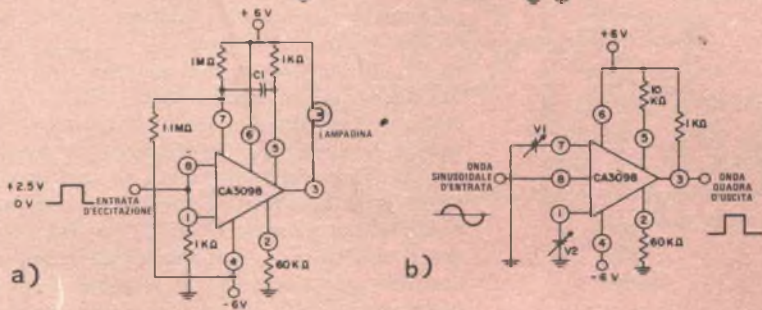 +6V
1MΩ
1KΩ
C1
1.1MΩ
7
6
5
LAMPADINA
+2.5V
0V
ENTRATA
D'ECCITAZIONE
8
CA3098
3
1
1KΩ
4
2
60KΩ
-6V
a)
+6V
10
KΩ
1KΩ
6
5
V1
7
ONDA
SINUSOIDALE
D'ENTRATA
8
CA3098
3
ONDA
QUADRA
D'USCITA
1
V2
4
2
60KΩ
-6V
b)